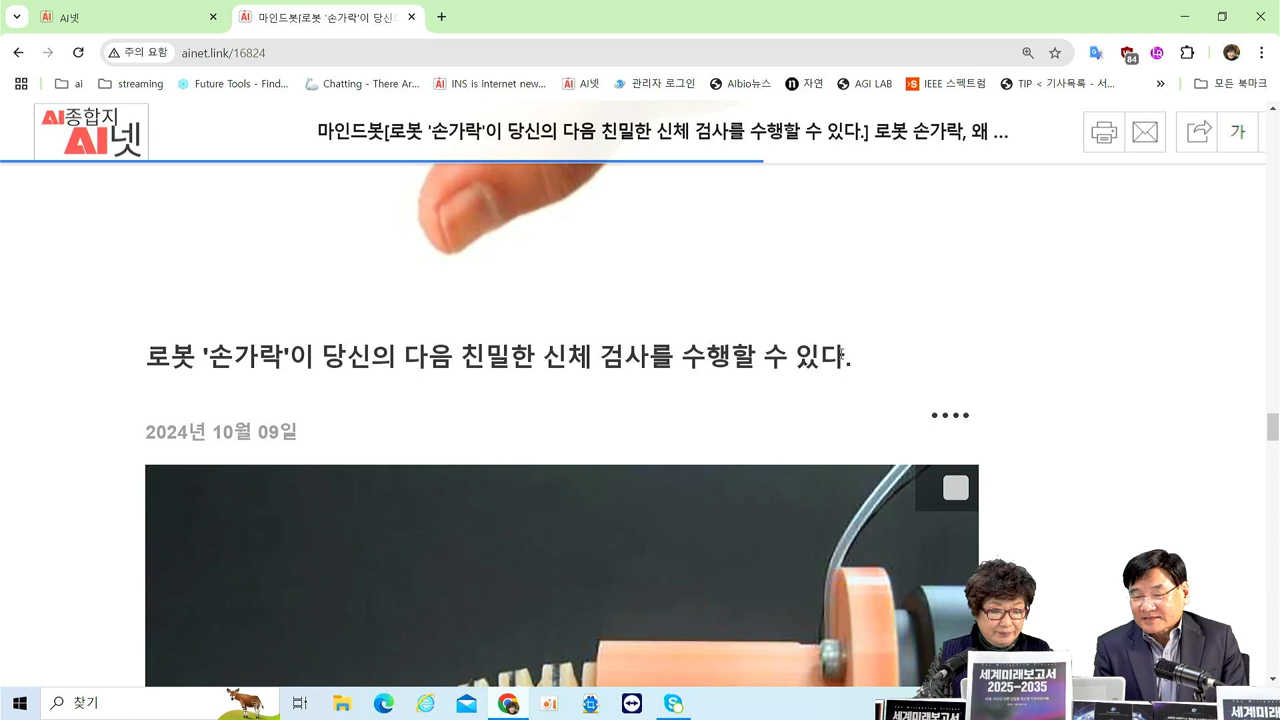 AI넷
마인드봇[로봇 '손가락'이 당신의
주의 요함
ainet.link/16824
84
ai
streaming
Future Tools - Find...
Chatting - There Ar...
INS is internet new...
AI넷
관리자 로그인
AIbio뉴스
자연
AGI LAB
IEEE 스펙트럼
TIP < 기사목록 - 서...
모든 북마크
AI종합지
AI넷
마인드봇[로봇 '손가락'이 당신의 다음 친밀한 신체 검사를 수행할 수 있다.] 로봇 손가락, 왜 ...
가
로봇 '손가락'이 당신의 다음 친밀한 신체 검사를 수행할 수 있다.
2024년 10월 09일
찾기
The Millennium Project
세계미래보고서
2025-2035
세계미래보고서
세계미래